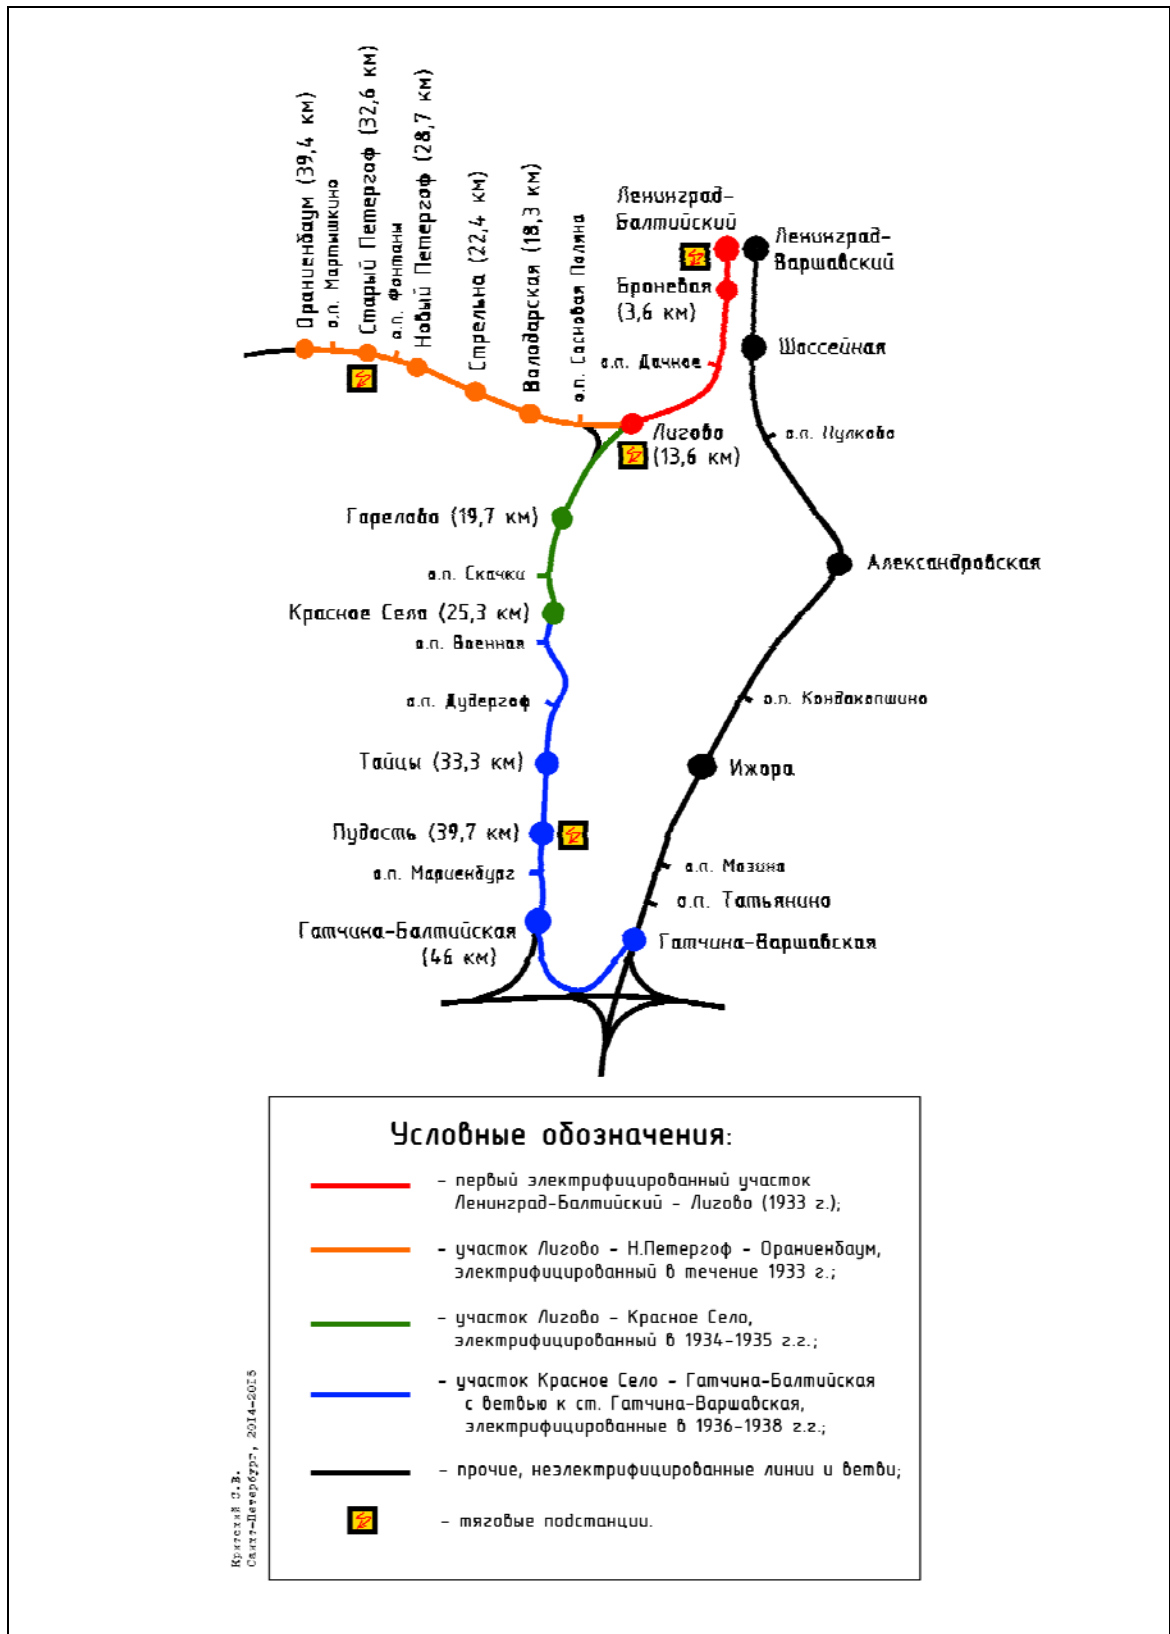 Ораниенбаум (39,4 км)
о.п. Мартышкино
Старый Петергоф (32,6 км)
о.п. Фонтаны
Новый Петергоф (28,7 км)
Стрельна (22,4 км)
Володарская (18,3 км)
о.п. Сосновая Поляна
Ленинград-
Балтийский
Ленинград-
Варшавский
Броневая
(3,6 км)
Шоссейная
о.п. Дачное
Лигово
(13,6 км)
о.п. Пулково
Горелово (19,7 км)
Александровская
о.п. Скачки
Красное Село (25,3 км)
о.п. Военная
о.п. Дудергоф
о.п. Кондакопшино
Тайцы (33,3 км)
Ижора
Пудость (39,7 км)
о.п. Мариенбург
о.п. Мозино
о.п. Татьянино
Гатчина-Балтийская
(46 км)
Гатчина-Варшавская
Условные обозначения:
- первый электрифицированный участок
Ленинград-Балтийский - Лигово (1933 г.);
- участок Лигово - Н.Петергоф - Ораниенбаум,
электрифицированный в течение 1933 г.;
- участок Лигово - Красное Село,
электрифицированный в 1934-1935 г.г.;
- участок Красное Село - Гатчина-Балтийская
с ветвью к ст. Гатчина-Варшавская,
электрифицированные в 1936-1938 г.г.;
- прочие, неэлектрифицированные линии и ветви;
- тяговые подстанции.
Критский С.В.
Санкт-Петербург, 2014-2015